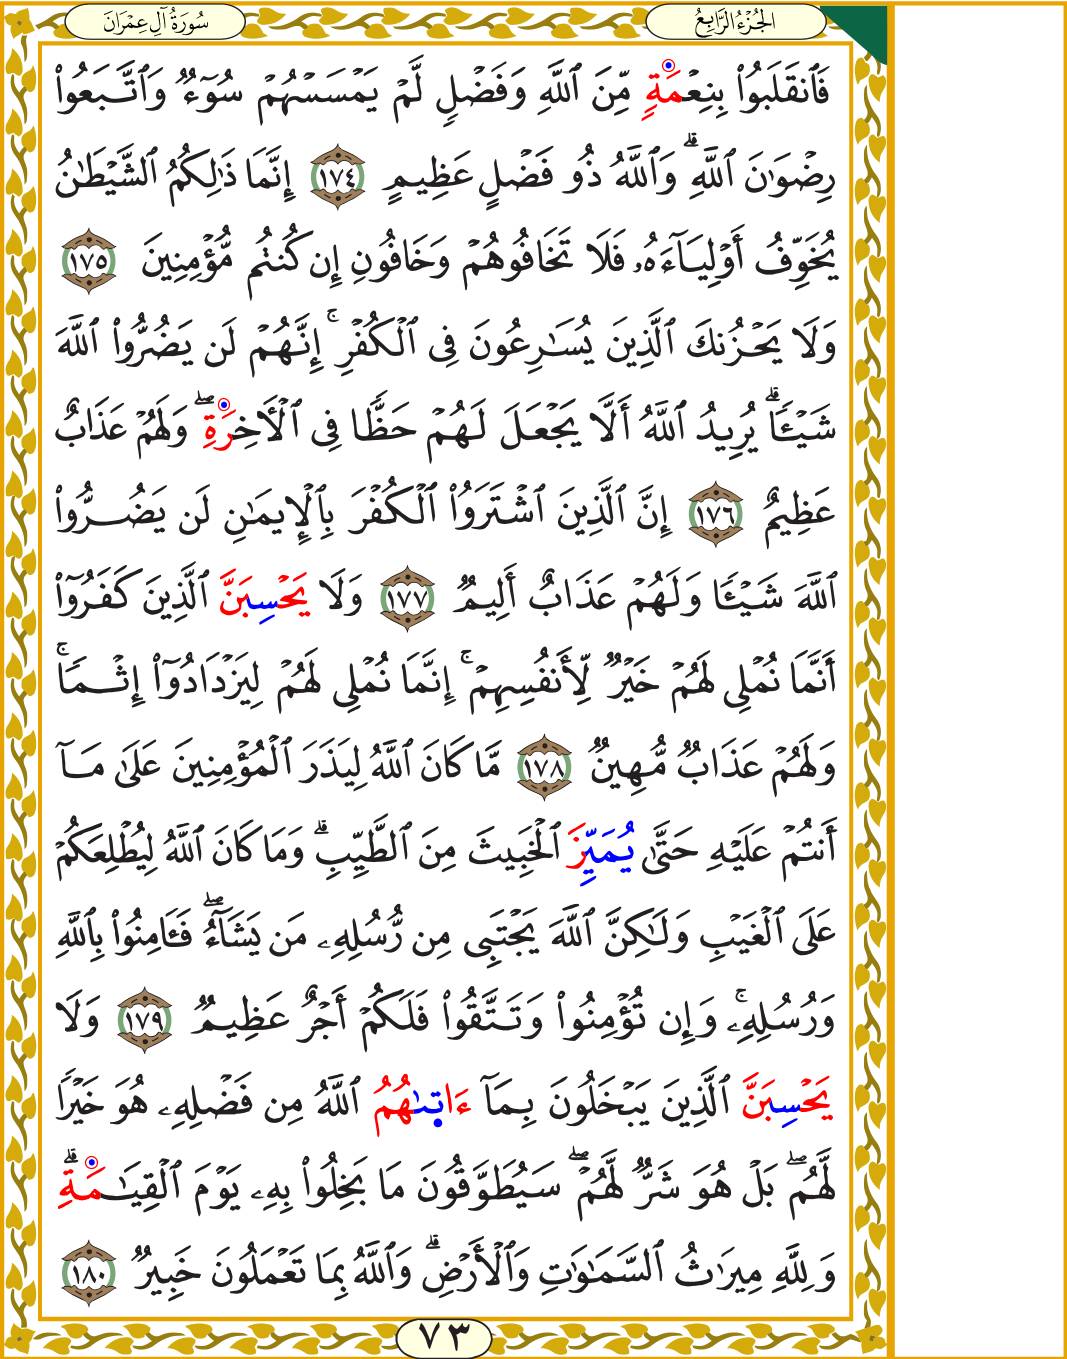 الجُزْءُ الرَّابِعُ
سُورَةُ آلِ عِمْرَانَ
فَٱنقَلَبُوا۟ بِنِعْمَةٍ مِّنَ ٱللَّهِ وَفَضْلٍ لَّمْ يَمْسَسْهُمْ سُوٓءٌ وَٱتَّبَعُوا۟
رِضْوَٰنَ ٱللَّهِ ۗ وَٱللَّهُ ذُو فَضْلٍ عَظِيمٍ ١٧٤ إِنَّمَا ذَٰلِكُمُ ٱلشَّيْطَٰنُ
يُخَوِّفُ أَوْلِيَآءَهُۥ فَلَا تَخَافُوهُمْ وَخَافُونِ إِن كُنتُم مُّؤْمِنِينَ ١٧٥
وَلَا يَحْزُنكَ ٱلَّذِينَ يُسَٰرِعُونَ فِى ٱلْكُفْرِ ۚ إِنَّهُمْ لَن يَضُرُّوا۟ ٱللَّهَ
شَيْـًٔا ۗ يُرِيدُ ٱللَّهُ أَلَّا يَجْعَلَ لَهُمْ حَظًّا فِى ٱلْـَٔاخِرَةِ ۖ وَلَهُمْ عَذَابٌ
عَظِيمٌ ١٧٦ إِنَّ ٱلَّذِينَ ٱشْتَرَوُا۟ ٱلْكُفْرَ بِٱلْإِيمَٰنِ لَن يَضُرُّوا۟
ٱللَّهَ شَيْـًٔا وَلَهُمْ عَذَابٌ أَلِيمٌ ١٧٧ وَلَا يَحْسِبَنَّ ٱلَّذِينَ كَفَرُوٓا۟
أَنَّمَا نُمْلِى لَهُمْ خَيْرٌ لِّأَنفُسِهِمْ ۚ إِنَّمَا نُمْلِى لَهُمْ لِيَزْدَادُوٓا۟ إِثْمًا ۚ
وَلَهُمْ عَذَابٌ مُّهِينٌ ١٧٨ مَّا كَانَ ٱللَّهُ لِيَذَرَ ٱلْمُؤْمِنِينَ عَلَىٰ مَآ
أَنتُمْ عَلَيْهِ حَتَّىٰ يُمَيِّزَ ٱلْخَبِيثَ مِنَ ٱلطَّيِّبِ ۗ وَمَا كَانَ ٱللَّهُ لِيُطْلِعَكُمْ
عَلَى ٱلْغَيْبِ وَلَٰكِنَّ ٱللَّهَ يَجْتَبِى مِن رُّسُلِهِۦ مَن يَشَآءُ ۖ فَـَٔامِنُوا۟ بِٱللَّهِ
وَرُسُلِهِۦ ۚ وَإِن تُؤْمِنُوا۟ وَتَتَّقُوا۟ فَلَكُمْ أَجْرٌ عَظِيمٌ ١٧٩ وَلَا
يَحْسِبَنَّ ٱلَّذِينَ يَبْخَلُونَ بِمَآ ءَاتىٰهُمُ ٱللَّهُ مِن فَضْلِهِۦ هُوَ خَيْرًا
لَّهُم ۖ بَلْ هُوَ شَرٌّ لَّهُمْ ۖ سَيُطَوَّقُونَ مَا بَخِلُوا۟ بِهِۦ يَوْمَ ٱلْقِيَٰمَةِ ۗ
وَلِلَّهِ مِيرَٰثُ ٱلسَّمَٰوَٰتِ وَٱلْأَرْضِ ۗ وَٱللَّهُ بِمَا تَعْمَلُونَ خَبِيرٌ ١٨٠
٧٣